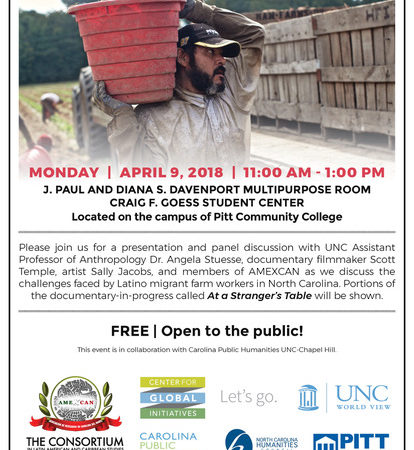 MONDAY | APRIL 9, 2018 | 11:00 AM - 1:00 PM
J. PAUL AND DIANA S. DAVENPORT MULTIPURPOSE ROOM
CRAIG F. GOESS STUDENT CENTER
Located on the campus of Pitt Community College
Please join us for a presentation and panel discussion with UNC Assistant
Professor of Anthropology Dr. Angela Stuesse, documentary filmmaker Scott
Temple, artist Sally Jacobs, and members of AMEXCAN as we discuss the
challenges faced by Latino migrant farm workers in North Carolina. Portions of
the documentary-in-progress called At a Stranger's Table will be shown.
FREE | Open to the public!
This event is in collaboration with Carolina Public Humanities UNC-Chapel Hill.
AMEXCAN
CENTER FOR
GLOBAL
INITIATIVES
Let's go.
UNC
WORLD VIEW
THE CONSORTIUM
IN LATIN AMERICAN AND CARIBBEAN STUDIES
CAROLINA
PUBLIC
NORTH CAROLINA
HUMANITIES
PITT